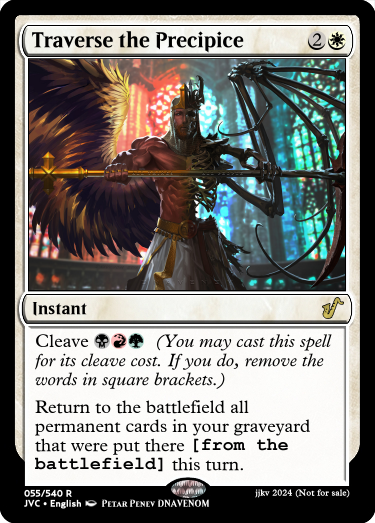 Traverse the Precipice 2
Instant
Cleave (You may cast this spell
for its cleave cost. If you do, remove the
words in square brackets.)
Return to the battlefield all
permanent cards in your graveyard
that were put there [from the
battlefield] this turn.
055/540 R
JVC • English PETAR PENEV DNAVENOM
jjkv 2024 (Not for sale)